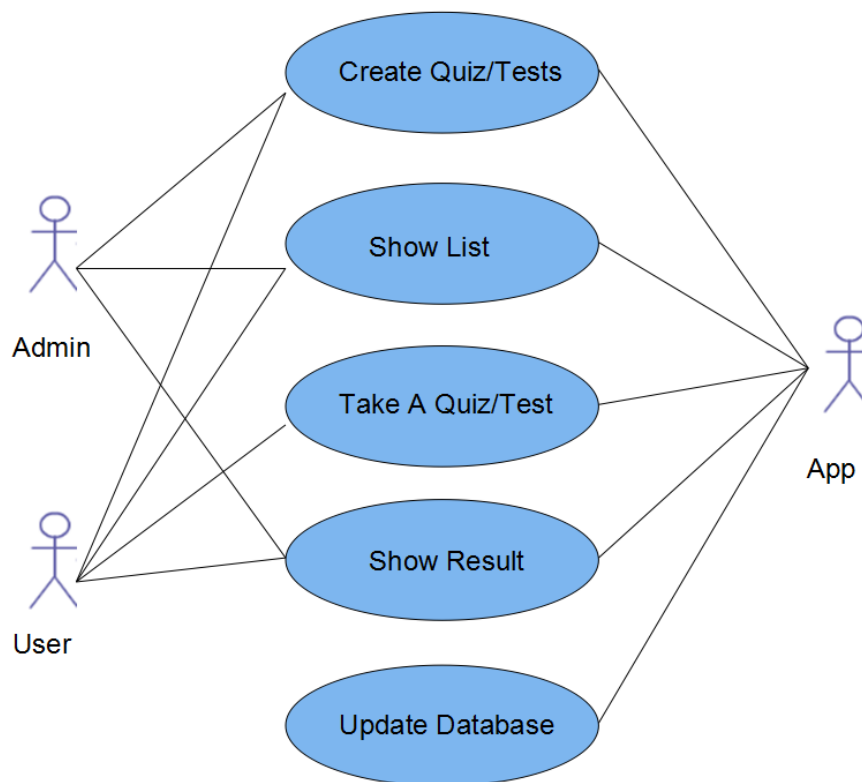 Create Quiz/Tests
Show List
Admin
Take A Quiz/Test
App
Show Result
User
Update Database